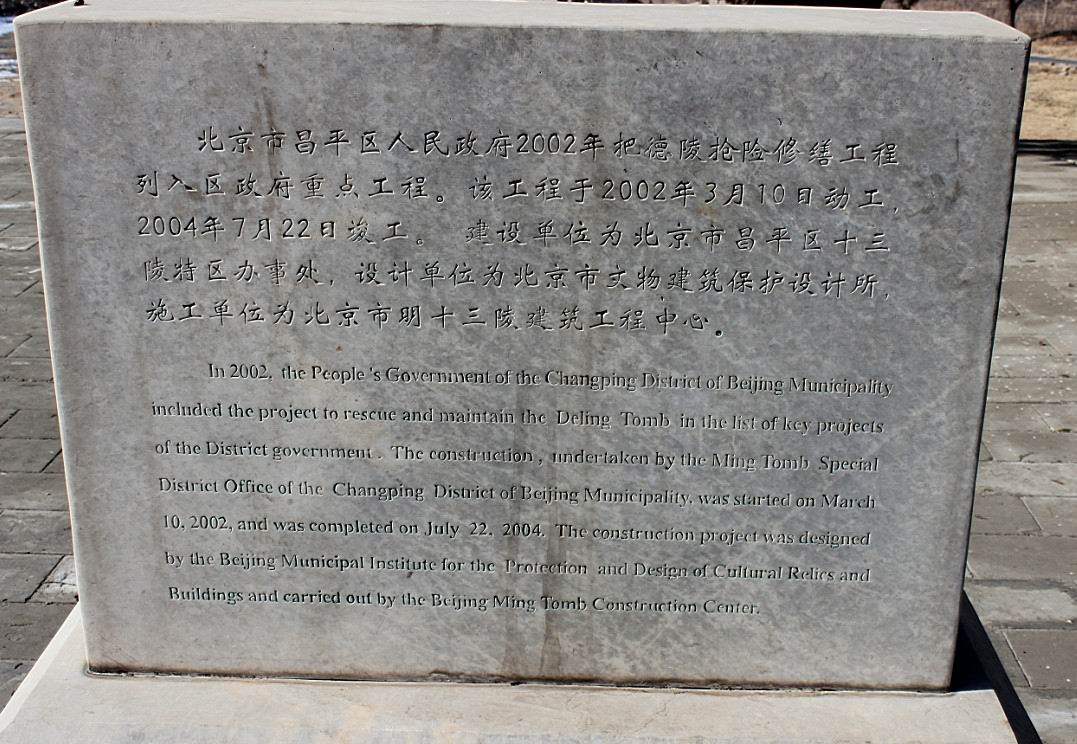 北京市昌平区人民政府2002年把德陵抢险修缮工程
列入区政府重点工程。该工程于2002年3月10日动工,
2004年7月22日竣工。 建设单位为北京市昌平区十三
陵特区办事处, 设计单位为北京市文物建筑保护设计所,
施工单位为北京市明十三陵建筑工程中心。
In 2002, the People's Government of the Changping District of Beijing Municipality
included the project to rescue and maintain the Deling Tomb in the list of key projects
of the District government. The construction, undertaken by the Ming Tomb Special
District Office of the Changping District of Beijing Municipality, was started on March
10, 2002, and was completed on July 22, 2004. The construction project was designed
by the Beijing Municipal Institute for the Protection and Design of Cultural Relics and
Buildings and carried out by the Beijing Ming Tomb Construction Center.